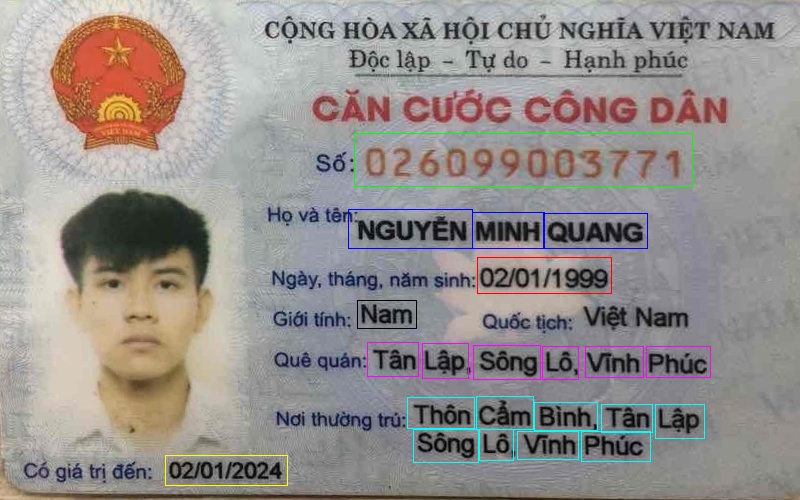 CỘNG HÒA XÃ HỘI CHỦ NGHĨA VIỆT NAM
Độc lập - Tự do - Hạnh phúc
CĂN CƯỚC CÔNG DÂN
Số: 026099003771
Họ và tên: NGUYỄN MINH QUANG
Ngày, tháng, năm sinh: 02/01/1999
Giới tính: Nam Quốc tịch: Việt Nam
Quê quán: Tân Lập, Sông Lô, Vĩnh Phúc
Nơi thường trú: Thôn Cẩm Bình, Tân Lập
Sông Lô, Vĩnh Phúc
Có giá trị đến: 02/01/2024
VIỆT NAM